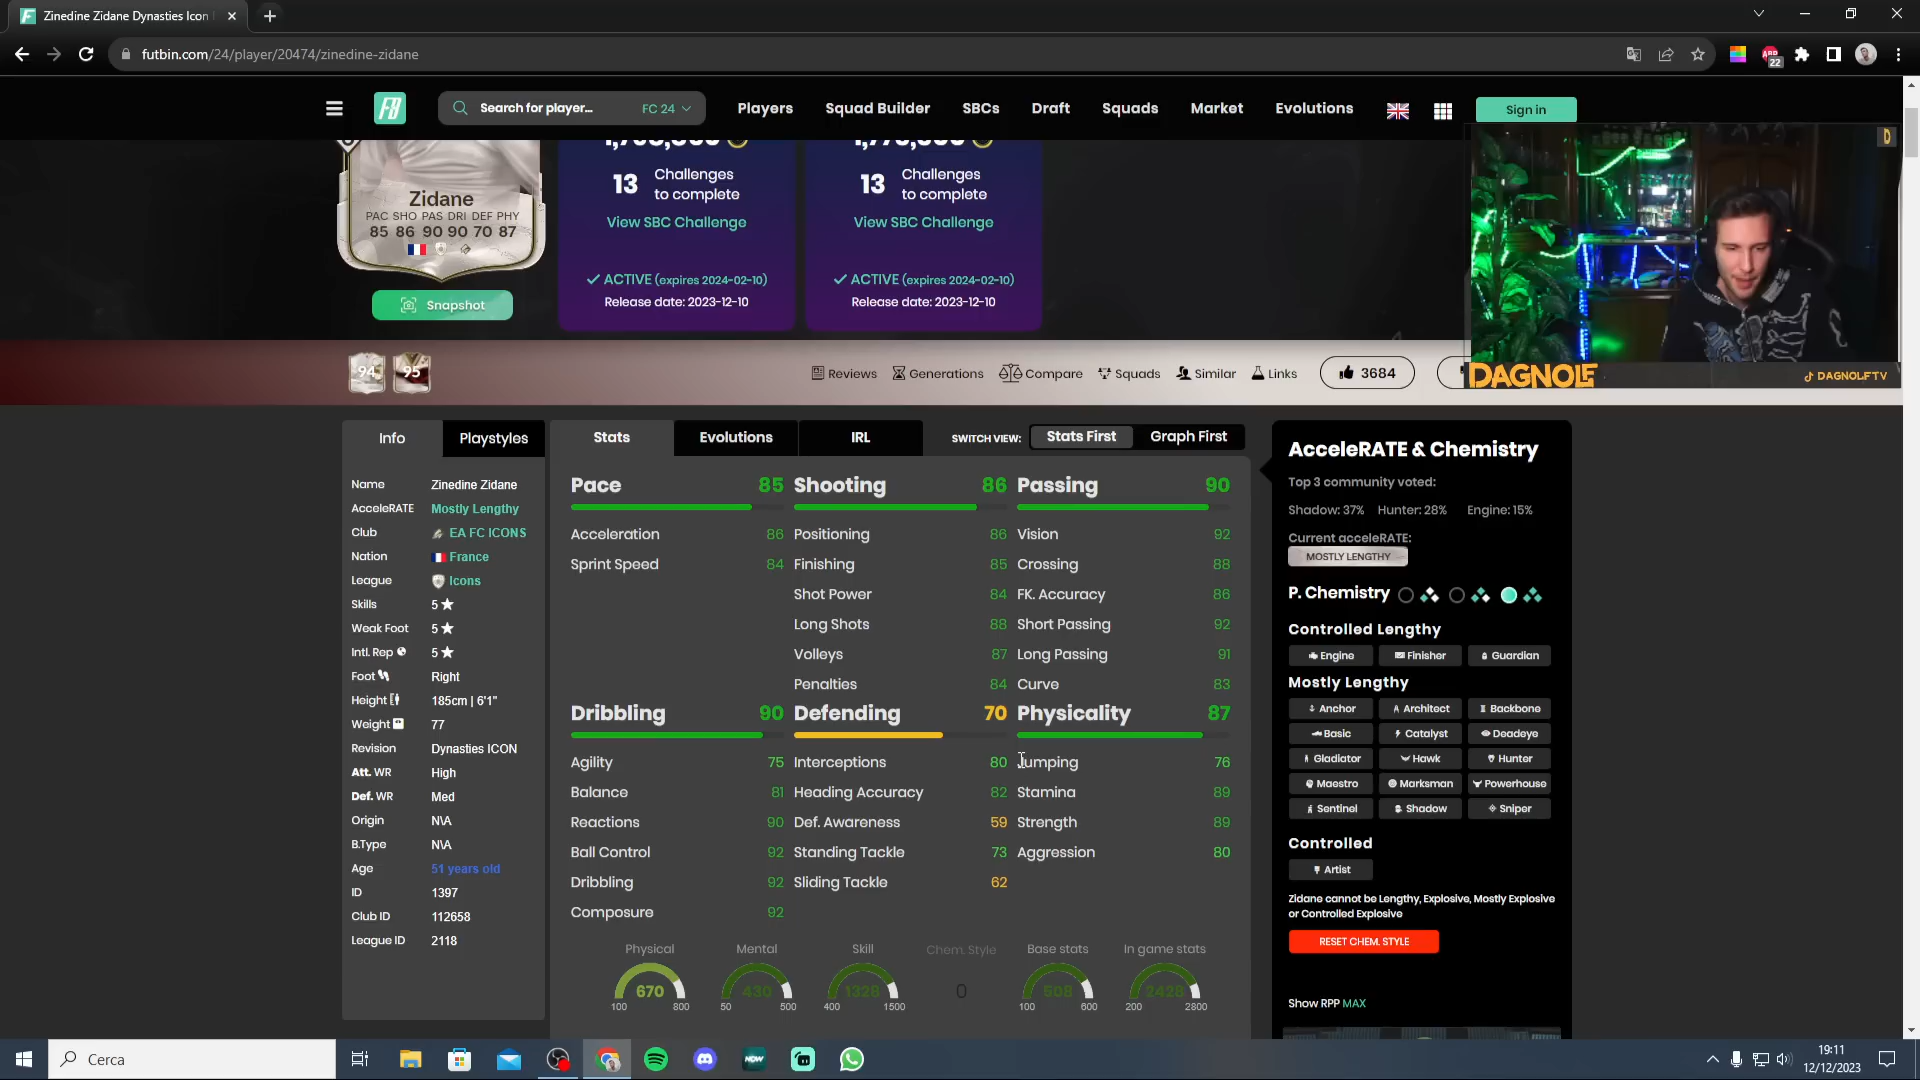 Zinedine Zidane Dynasties Icon
futbin.com/24/player/20474/zinedine-zidane
22
Search for player...
FC 24
Players
Squad Builder
SBCs
Draft
Squads
Market
Evolutions
Sign in
Zidane
PAC SHO PAS DRI DEF PHY
85 86 90 90 70 87
Snapshot
13
Challenges
to complete
View SBC Challenge
ACTIVE (expires 2024-02-10)
Release date: 2023-12-10
13
Challenges
to complete
View SBC Challenge
ACTIVE (expires 2024-02-10)
Release date: 2023-12-10
DAGNOLF
DAGNOLFTV
94
95
Reviews
Generations
Compare
Squads
Similar
Links
3684
Info
Playstyles
Name Zinedine Zidane
AcceleRATE Mostly Lengthy
Club EA FC ICONS
Nation France
League Icons
Skills 5
Weak Foot 5
Intl. Rep 5
Foot Right
Height 185cm | 6'1"
Weight 77
Revision Dynasties ICON
Att. WR High
Def. WR Med
Origin N\A
B.Type N\A
Age 51 years old
ID 1397
Club ID 112658
League ID 2118
Stats
Evolutions
IRL
SWITCH VIEW:
Stats First
Graph First
Pace 85
Acceleration 86
Sprint Speed 84
Shooting 86
Positioning 86
Finishing 85
Shot Power 84
Long Shots 88
Volleys 87
Penalties 84
Passing 90
Vision 92
Crossing 88
FK. Accuracy 86
Short Passing 92
Long Passing 91
Curve 83
Dribbling 90
Agility 75
Balance 81
Reactions 90
Ball Control 92
Dribbling 92
Composure 92
Defending 70
Interceptions 80
Heading Accuracy 82
Def. Awareness 59
Standing Tackle 73
Sliding Tackle 62
Physicality 87
Jumping 76
Stamina 89
Strength 89
Aggression 80
Physical
670
100 800
Mental
430
50 500
Skill
1328
400 1500
Chem. Style
0
Base stats
508
100 600
In game stats
2428
200 2800
AcceleRATE & Chemistry
Top 3 community voted:
Shadow: 37% Hunter: 28% Engine: 15%
Current acceleRATE:
MOSTLY LENGTHY
P. Chemistry
Controlled Lengthy
Engine Finisher Guardian
Mostly Lengthy
Anchor Architect Backbone
Basic Catalyst Deadeye
Gladiator Hawk Hunter
Maestro Marksman Powerhouse
Sentinel Shadow Sniper
Controlled
Artist
Zidane cannot be Lengthy, Explosive, Mostly Explosive
or Controlled Explosive
RESET CHEM. STYLE
Show RPP MAX
Cerca
NOW
19:11
12/12/2023